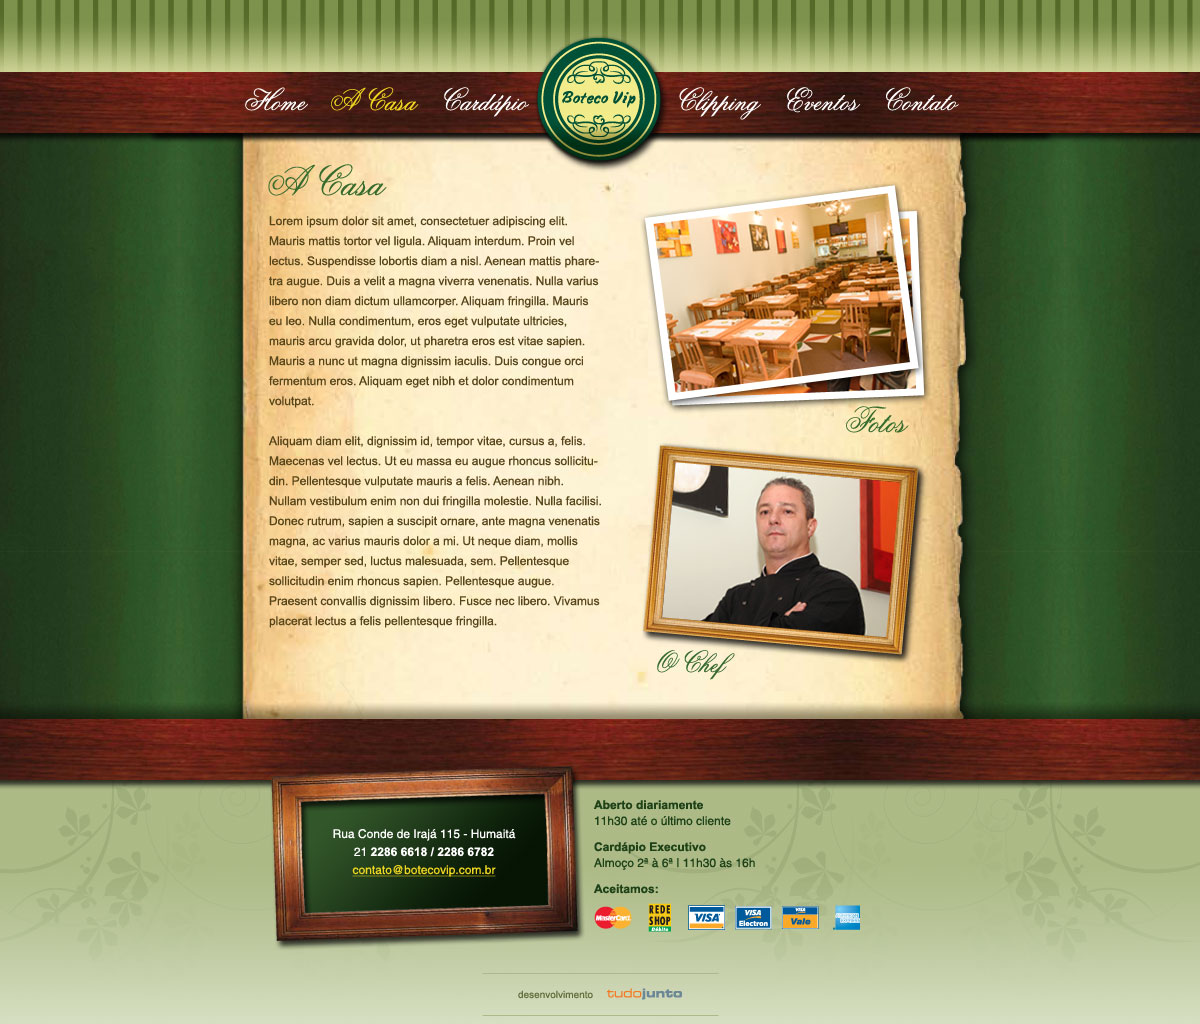 Home
A Casa
Cardápio
Boteco Vip
Clipping
Eventos
Contato
A Casa
Lorem ipsum dolor sit amet, consectetuer adipiscing elit.
Mauris mattis tortor vel ligula. Aliquam interdum. Proin vel
lectus. Suspendisse lobortis diam a nisl. Aenean mattis phare-
tra augue. Duis a velit a magna viverra venenatis. Nulla varius
libero non diam dictum ullamcorper. Aliquam fringilla. Mauris
eu leo. Nulla condimentum, eros eget vulputate ultricies,
mauris arcu gravida dolor, ut pharetra eros est vitae sapien.
Mauris a nunc ut magna dignissim iaculis. Duis congue orci
fermentum eros. Aliquam eget nibh et dolor condimentum
volutpat.
Aliquam diam elit, dignissim id, tempor vitae, cursus a, felis.
Maecenas vel lectus. Ut eu massa eu augue rhoncus sollicitu-
din. Pellentesque vulputate mauris a felis. Aenean nibh.
Nullam vestibulum enim non dui fringilla molestie. Nulla facilisi.
Donec rutrum, sapien a suscipit ornare, ante magna venenatis
magna, ac varius mauris dolor a mi. Ut neque diam, mollis
vitae, semper sed, luctus malesuada, sem. Pellentesque
sollicitudin enim rhoncus sapien. Pellentesque augue.
Praesent convallis dignissim libero. Fusce nec libero. Vivamus
placerat lectus a felis pellentesque fringilla.
Fotos
O Chef
Rua Conde de Irajá 115 - Humaitá
21 2286 6618 / 2286 6782
contato@botecovip.com.br
Aberto diariamente
11h30 até o último cliente
Cardápio Executivo
Almoço 2ª à 6ª | 11h30 às 16h
Aceitamos:
MasterCard
REDE
SHOP
Débito
VISA
VISA
Electron
VISA
Vale
AMERICAN
EXPRESS
desenvolvimento tudojunto